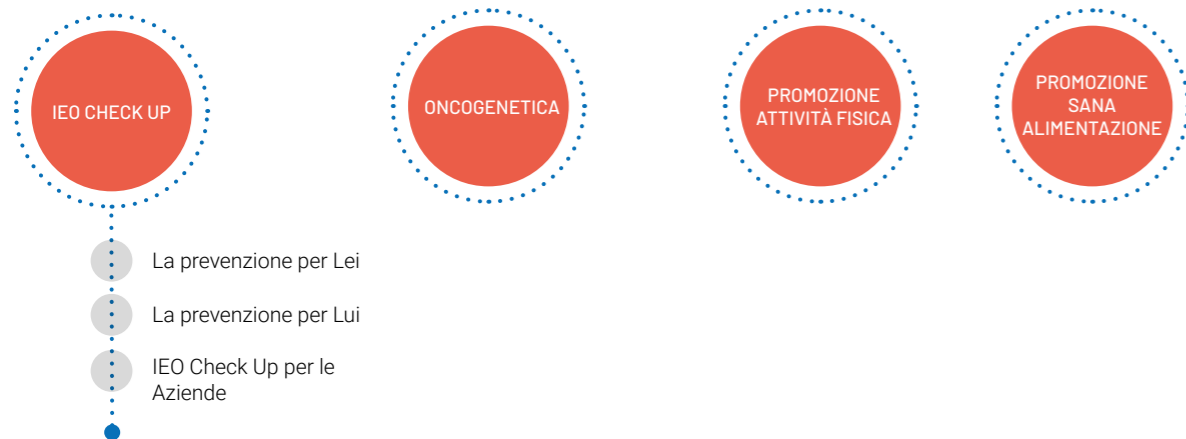 IEO CHECK UP
ONCOGENETICA
PROMOZIONE
ATTIVITÀ FISICA
PROMOZIONE
SANA
ALIMENTAZIONE
La prevenzione per Lei
La prevenzione per Lui
IEO Check Up per le
Aziende